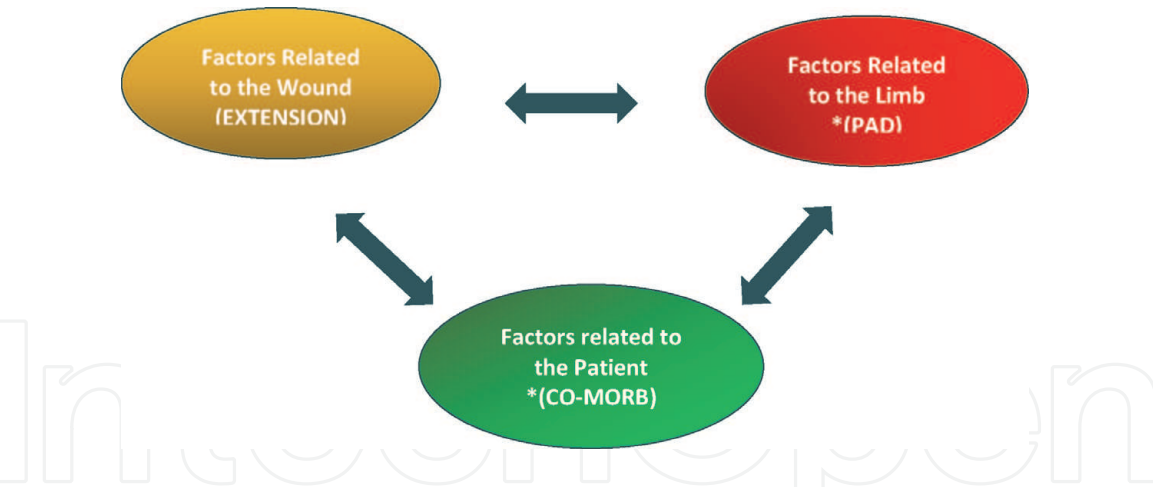 Factors Related
to the Wound
(EXTENSION)
Factors Related
to the Limb
*(PAD)
Factors related to
the Patient
*(CO-MORB)
IntechOpen